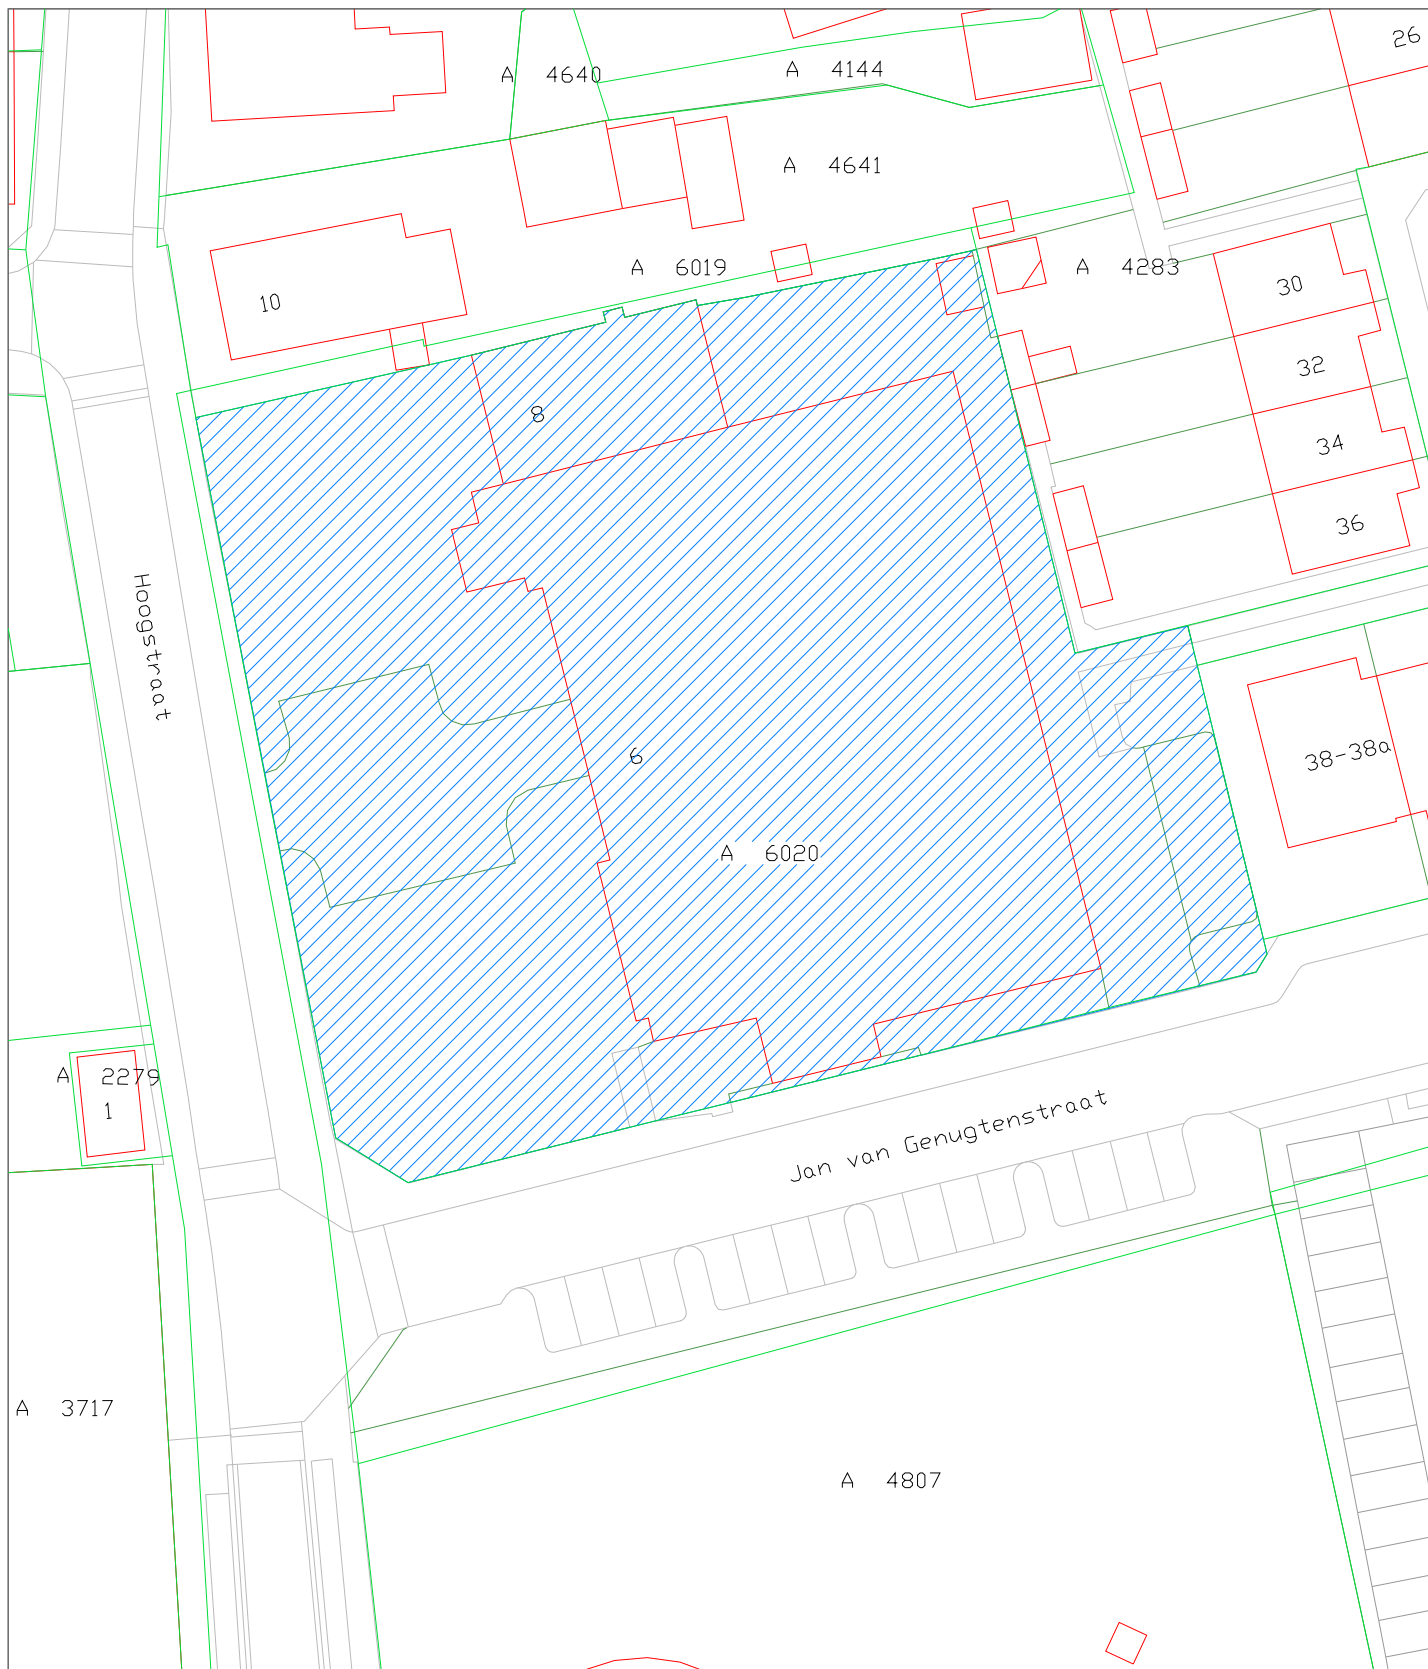 26
A 4640
A 4144
A 4641
A 6019
A 4283
10
30
32
8
34
36
Hoogstraat
6
38-38a
A 6020
A 2279
1
Jan van Genugtenstraat
A 3717
A 4807